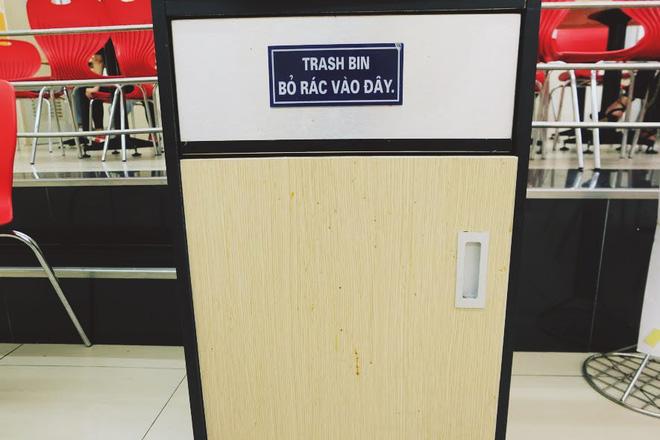 TRASH BIN
BỎ RÁC VÀO ĐÂY.